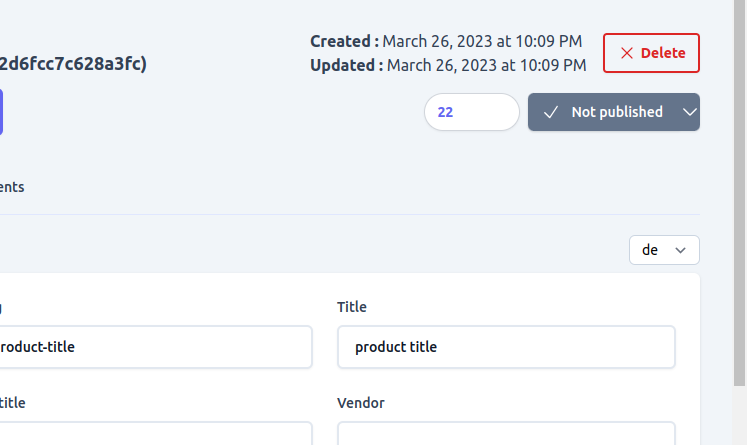 Created : March 26, 2023 at 10:09 PM
Delete
2d6fcc7c628a3fc)
Updated : March 26, 2023 at 10:09 PM
22
Not published
ents
de
Title
roduct-title
product title
title
Vendor